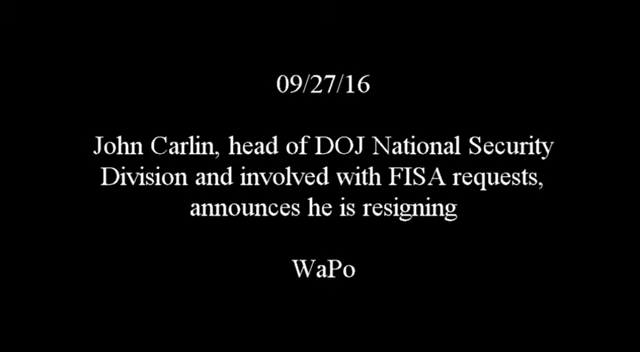 09/27/16
John Carlin, head of DOJ National Security
Division and involved with FISA requests,
announces he is resigning
WaPo